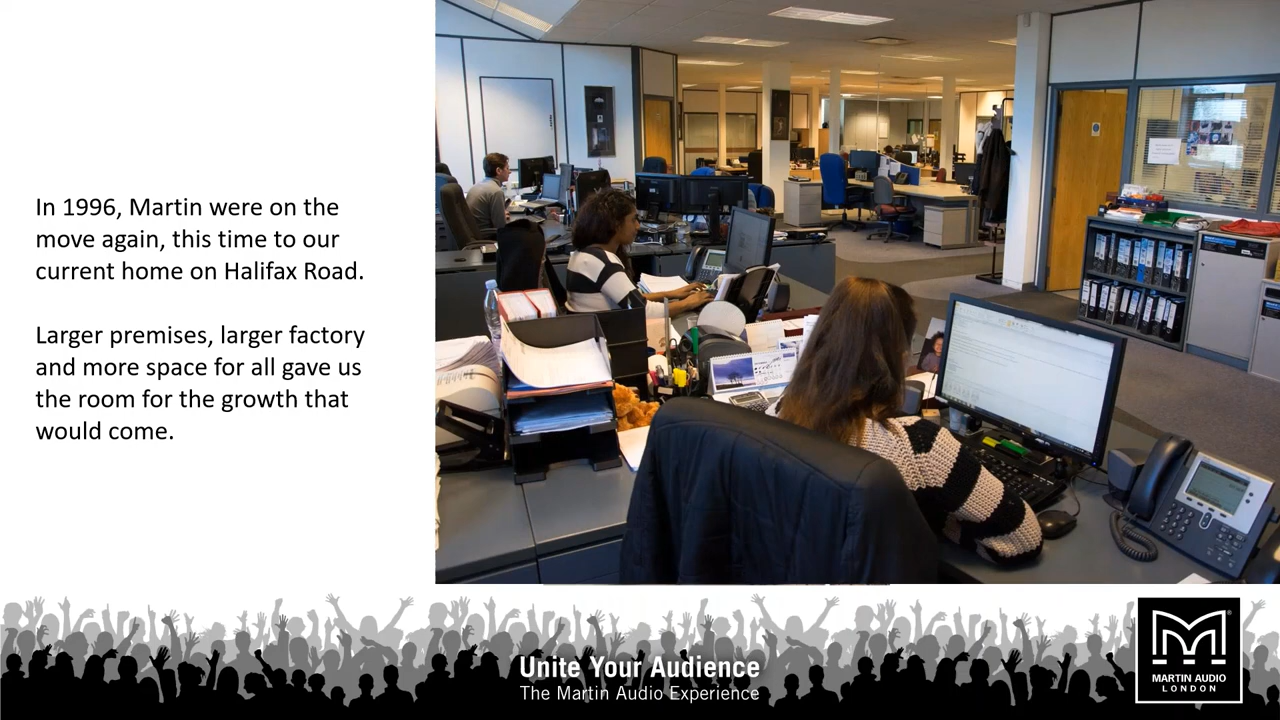 In 1996, Martin were on the
move again, this time to our
current home on Halifax Road.
Larger premises, larger factory
and more space for all gave us
the room for the growth that
would come.
Unite Your Audience
The Martin Audio Experience
MARTIN AUDIO
LONDON